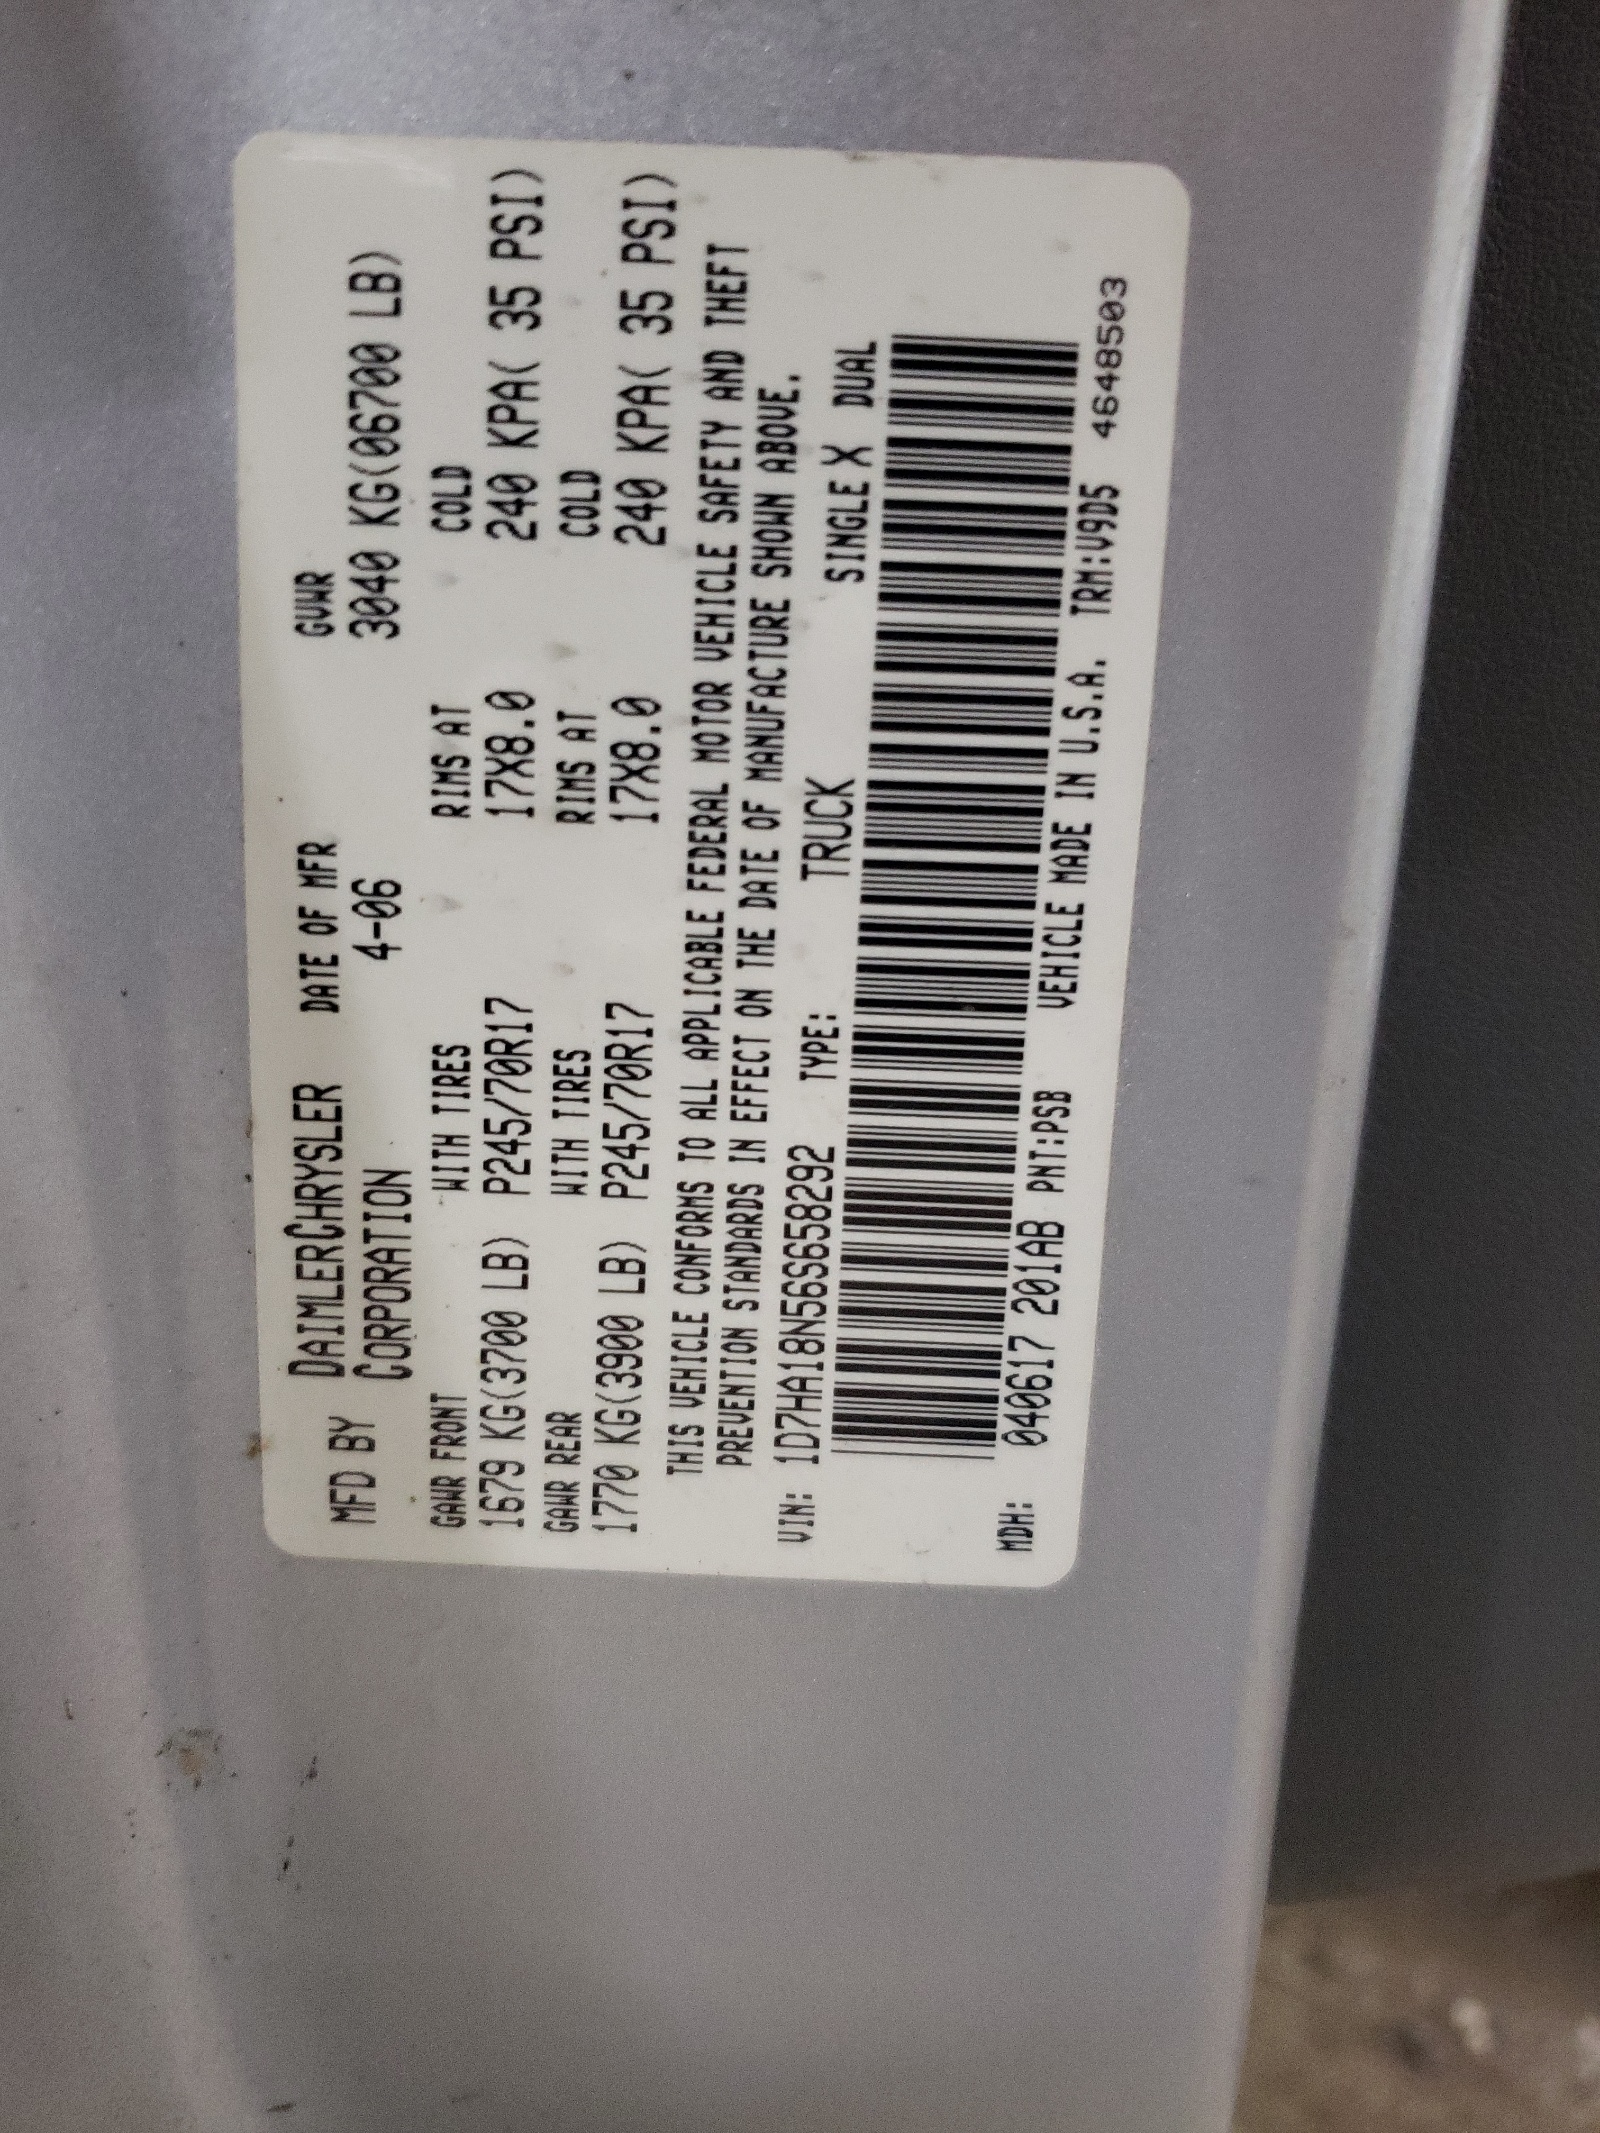 MFD BY DAIMLERCHRYSLER CORPORATION DATE OF MFR 4-06 GVWR 3040 KG(06700 LB)
GAWR FRONT WITH TIRES RIMS AT COLD
1679 KG(3700 LB) P245/70R17 17X8.0 240 KPA( 35 PSI)
GAWR REAR WITH TIRES RIMS AT COLD
1770 KG(3900 LB) P245/70R17 17X8.0 240 KPA( 35 PSI)
THIS VEHICLE CONFORMS TO ALL APPLICABLE FEDERAL MOTOR VEHICLE SAFETY AND THEFT
PREVENTION STANDARDS IN EFFECT ON THE DATE OF MANUFACTURE SHOWN ABOVE.
VIN: 1D7HA18N56S658292 TYPE: TRUCK SINGLE X DUAL
MDH: 040617 201AB PNT:PSB VEHICLE MADE IN U.S.A. TRM:V9D5 4648503